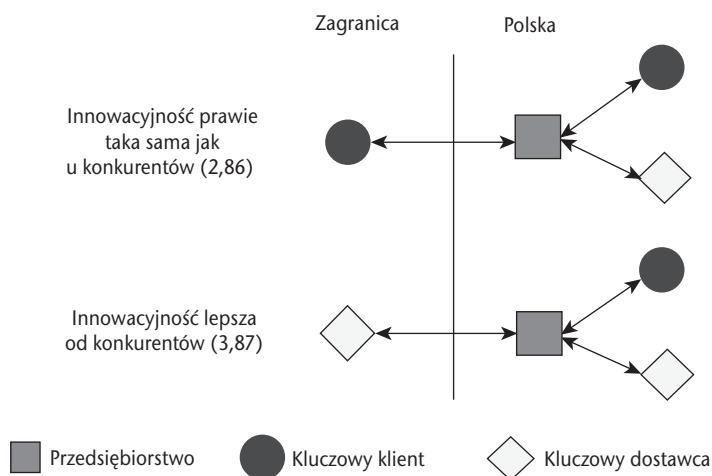 Zagranica
Polska
Innowacyjność prawie
taka sama jak
u konkurentów (2,86)
Innowacyjność lepsza
od konkurentów (3,87)
Przedsiębiorstwo
Kluczowy klient
Kluczowy dostawca